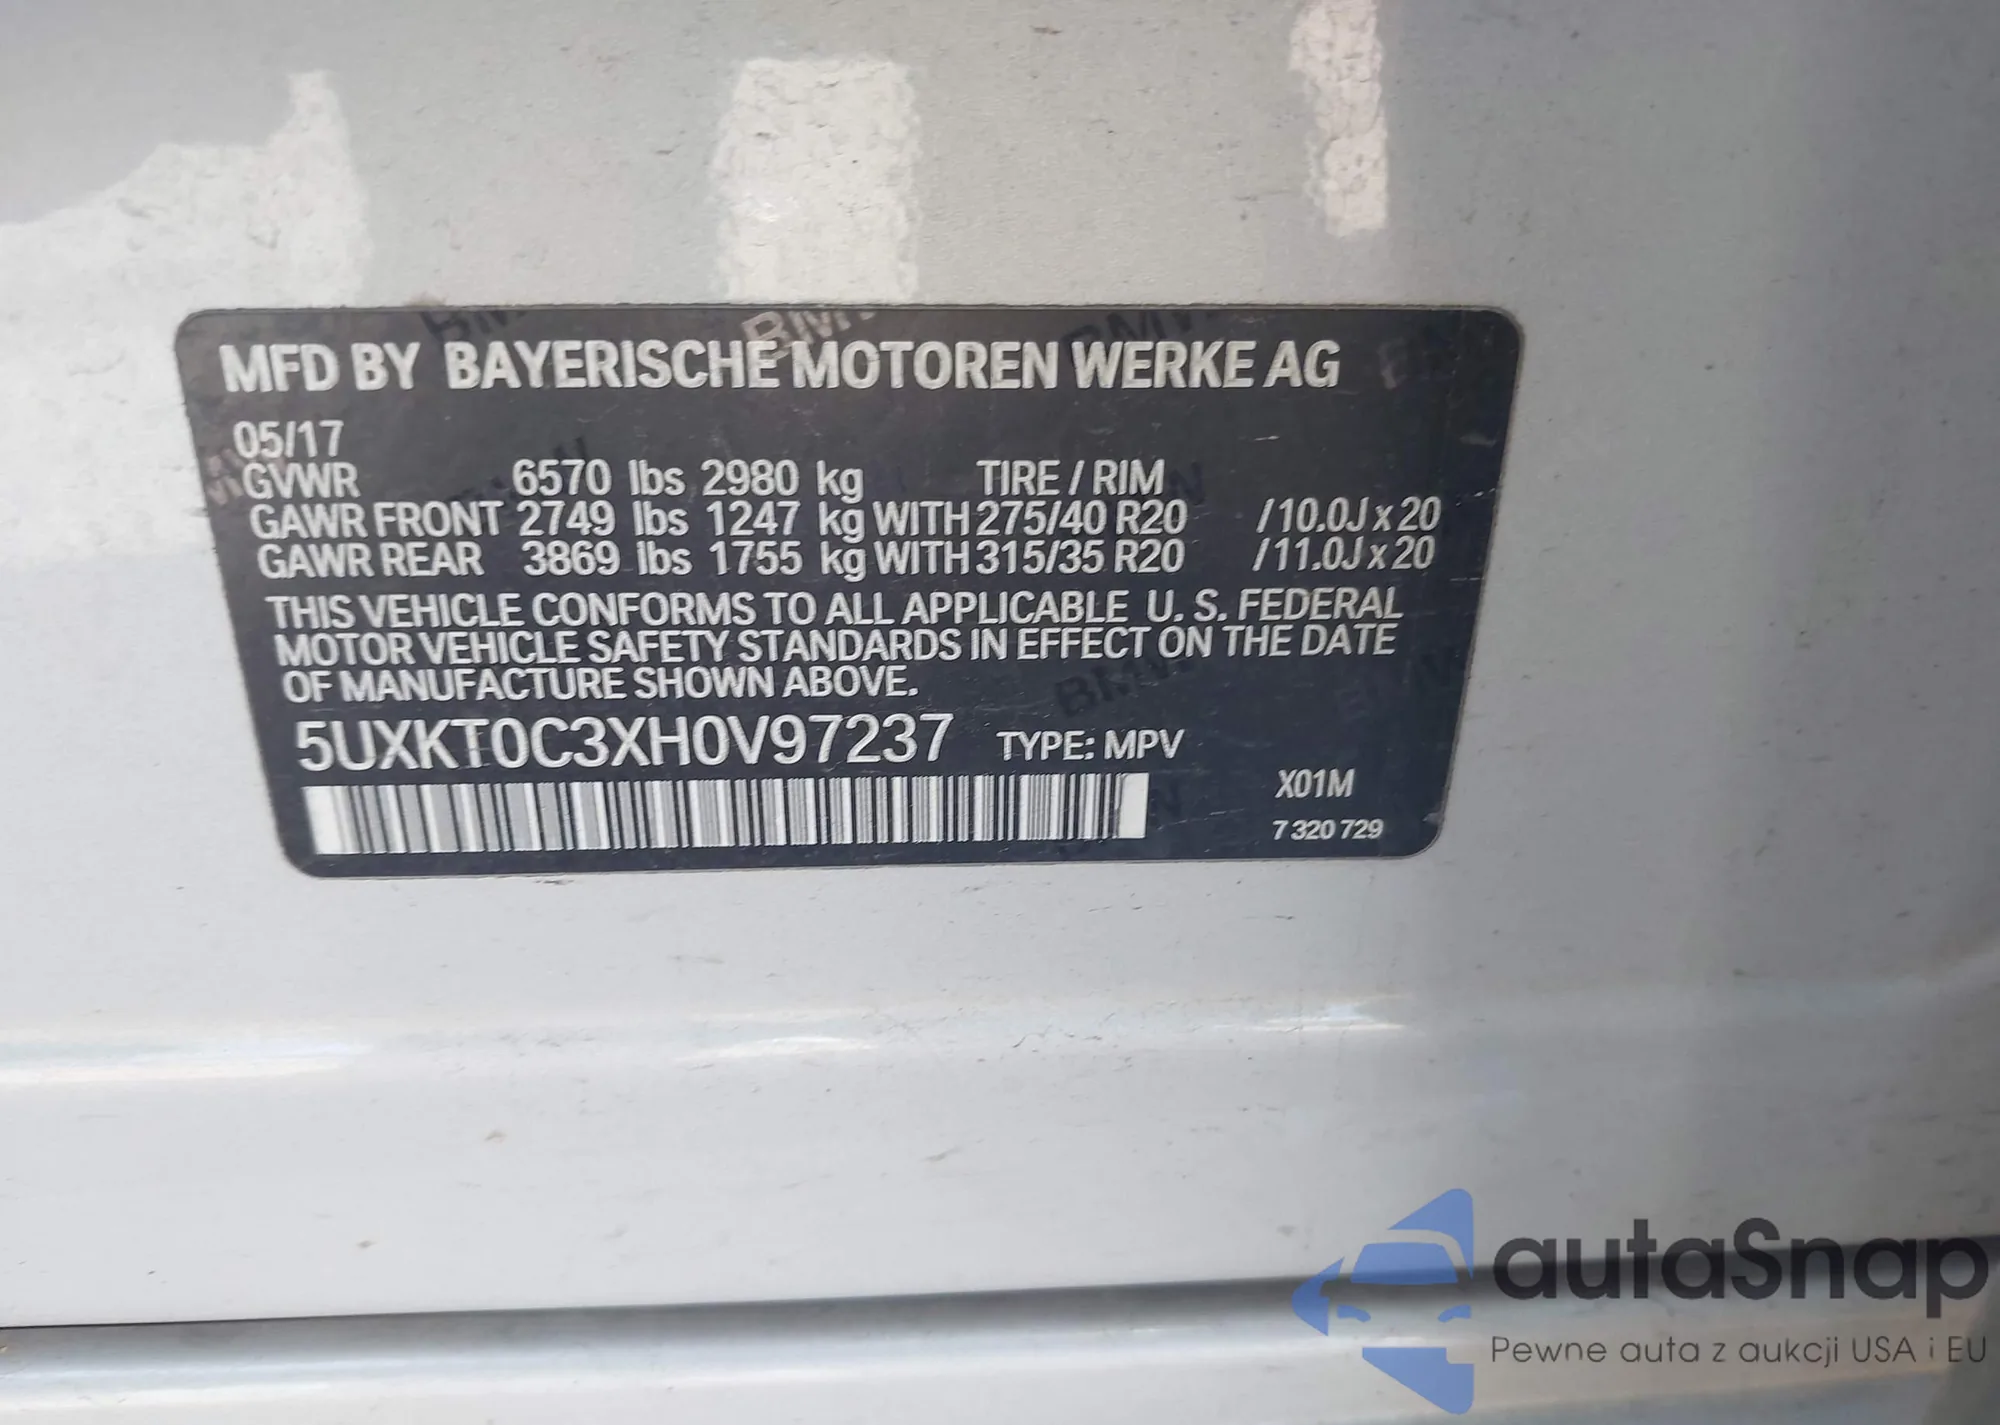 MFD BY BAYERISCHE MOTOREN WERKE AG
05/17
GVWR 6570 lbs 2980 kg TIRE / RIM
GAWR FRONT 2749 lbs 1247 kg WITH 275/40 R20 /10.0J x 20
GAWR REAR 3869 lbs 1755 kg WITH 315/35 R20 /11.0J x 20
THIS VEHICLE CONFORMS TO ALL APPLICABLE U. S. FEDERAL
MOTOR VEHICLE SAFETY STANDARDS IN EFFECT ON THE DATE
OF MANUFACTURE SHOWN ABOVE.
5UXKT0C3XH0V97237 TYPE: MPV
X01M
7 320 729
autaSnap
Pewne auta z aukcji USA i EU